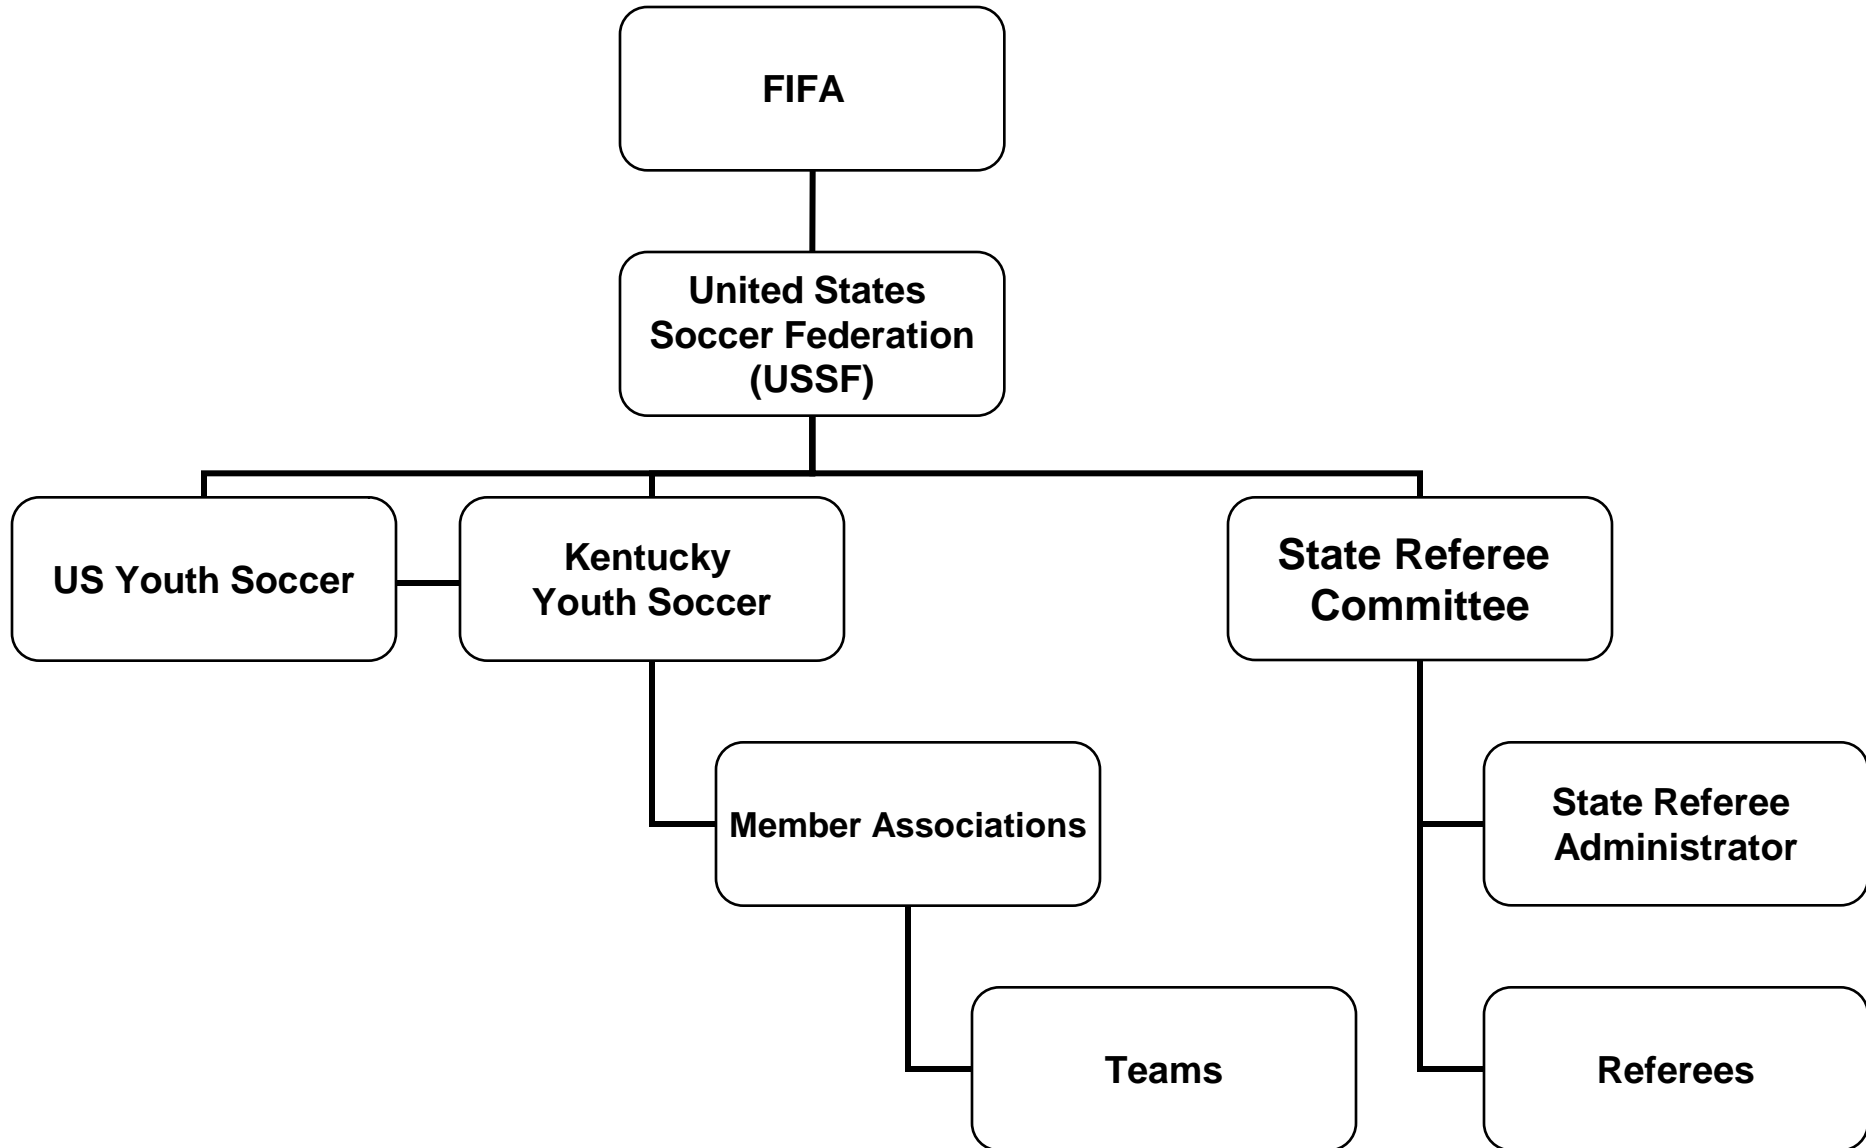 FIFA
United States
Soccer Federation
(USSF)
US Youth Soccer
Kentucky
Youth Soccer
State Referee
Committee
Member Associations
State Referee
Administrator
Teams
Referees